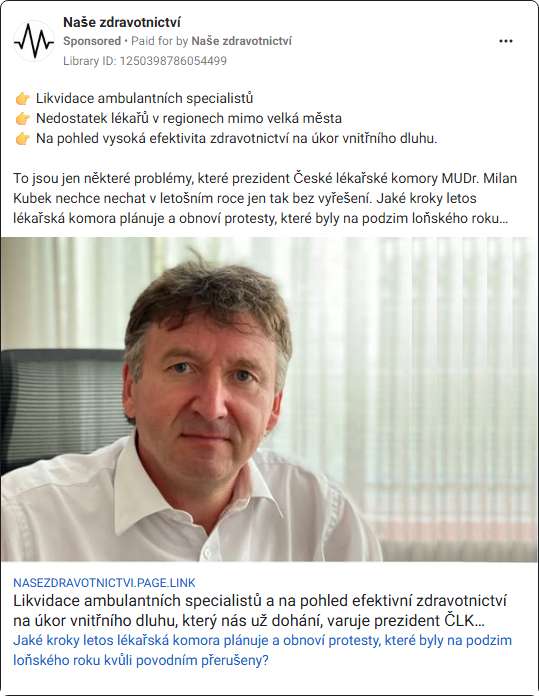 Naše zdravotnictví
Sponsored • Paid for by Naše zdravotnictví
Library ID: 1250398786054499
👉 Likvidace ambulantních specialistů
👉 Nedostatek lékařů v regionech mimo velká města
👉 Na pohled vysoká efektivita zdravotnictví na úkor vnitřního dluhu.
To jsou jen některé problémy, které prezident České lékařské komory MUDr. Milan
Kubek nechce nechat v letošním roce jen tak bez vyřešení. Jaké kroky letos
lékařská komora plánuje a obnoví protesty, které byly na podzim loňského roku…
NASEZDRAVOTNICTVI.PAGE.LINK
Likvidace ambulantních specialistů a na pohled efektivní zdravotnictví
na úkor vnitřního dluhu, který nás už dohání, varuje prezident ČLK…
Jaké kroky letos lékařská komora plánuje a obnoví protesty, které byly na podzim
loňského roku kvůli povodním přerušeny?